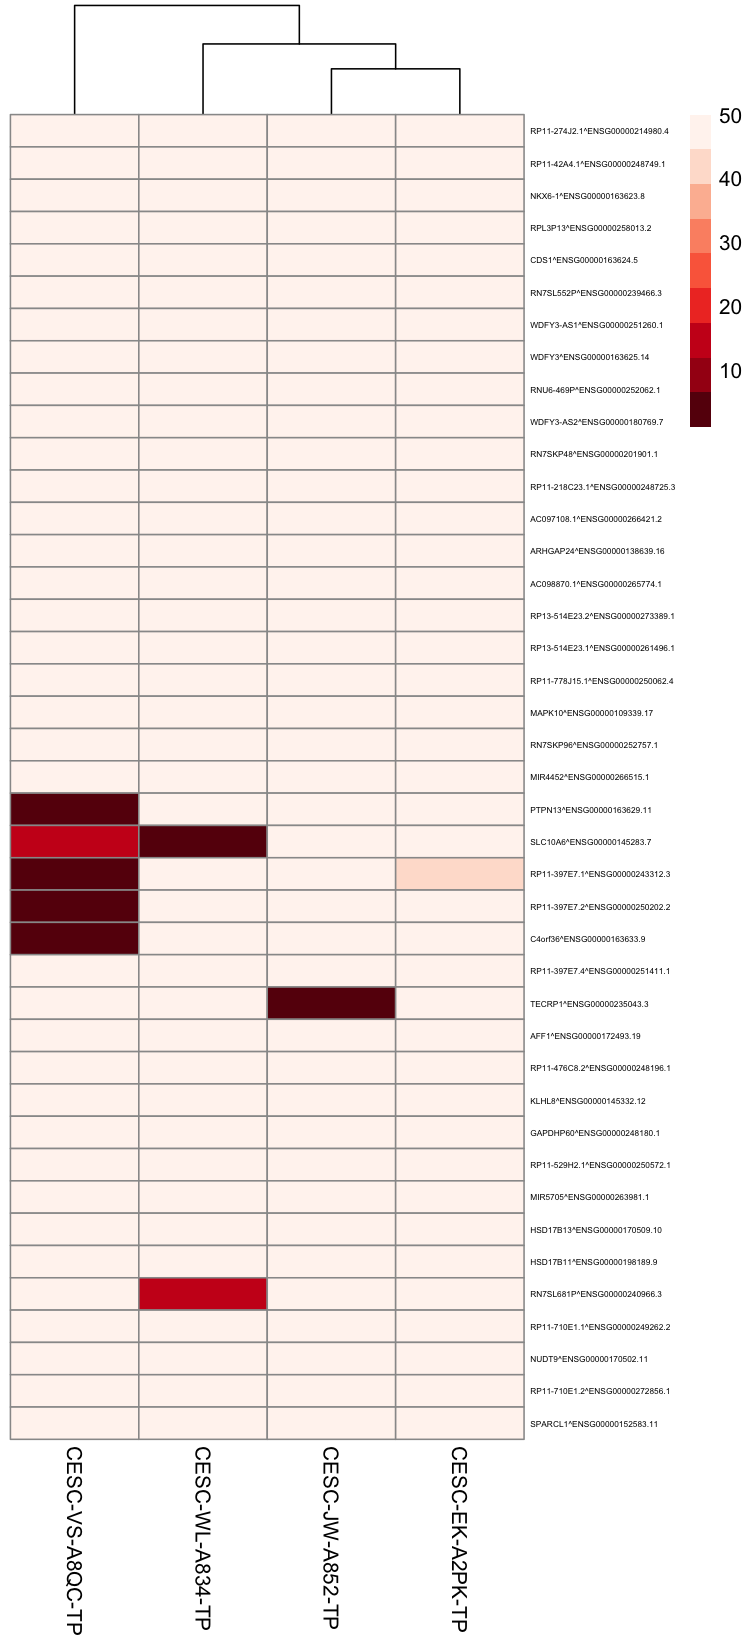 RP11-274J2.1^ENSG00000214980.4
RP11-42A4.1^ENSG00000248749.1
NKX6-1^ENSG00000163623.8
RPL3P13^ENSG00000258013.2
CDS1^ENSG00000163624.5
RN7SL552P^ENSG00000239466.3
WDFY3-AS1^ENSG00000251260.1
WDFY3^ENSG00000163625.14
RNU6-469P^ENSG00000252062.1
WDFY3-AS2^ENSG00000180769.7
RN7SKP48^ENSG00000201901.1
RP11-218C23.1^ENSG00000248725.3
AC097108.1^ENSG00000266421.2
ARHGAP24^ENSG00000138639.16
AC098870.1^ENSG00000265774.1
RP13-514E23.2^ENSG00000273389.1
RP13-514E23.1^ENSG00000261496.1
RP11-778J15.1^ENSG00000250062.4
MAPK10^ENSG00000109339.17
RN7SKP96^ENSG00000252757.1
MIR4452^ENSG00000266515.1
PTPN13^ENSG00000163629.11
SLC10A6^ENSG00000145283.7
RP11-397E7.1^ENSG00000243312.3
RP11-397E7.2^ENSG00000250202.2
C4orf36^ENSG00000163633.9
RP11-397E7.4^ENSG00000251411.1
TECRP1^ENSG00000235043.3
AFF1^ENSG00000172493.19
RP11-476C8.2^ENSG00000248196.1
KLHL8^ENSG00000145332.12
GAPDHP60^ENSG00000248180.1
RP11-529H2.1^ENSG00000250572.1
MIR5705^ENSG00000263981.1
HSD17B13^ENSG00000170509.10
HSD17B11^ENSG00000198189.9
RN7SL681P^ENSG00000240966.3
RP11-710E1.1^ENSG00000249262.2
NUDT9^ENSG00000170502.11
RP11-710E1.2^ENSG00000272856.1
SPARCL1^ENSG00000152583.11
50
40
30
20
10
CESC-VS-A8QC-TP
CESC-WL-A834-TP
CESC-JW-A852-TP
CESC-EK-A2PK-TP